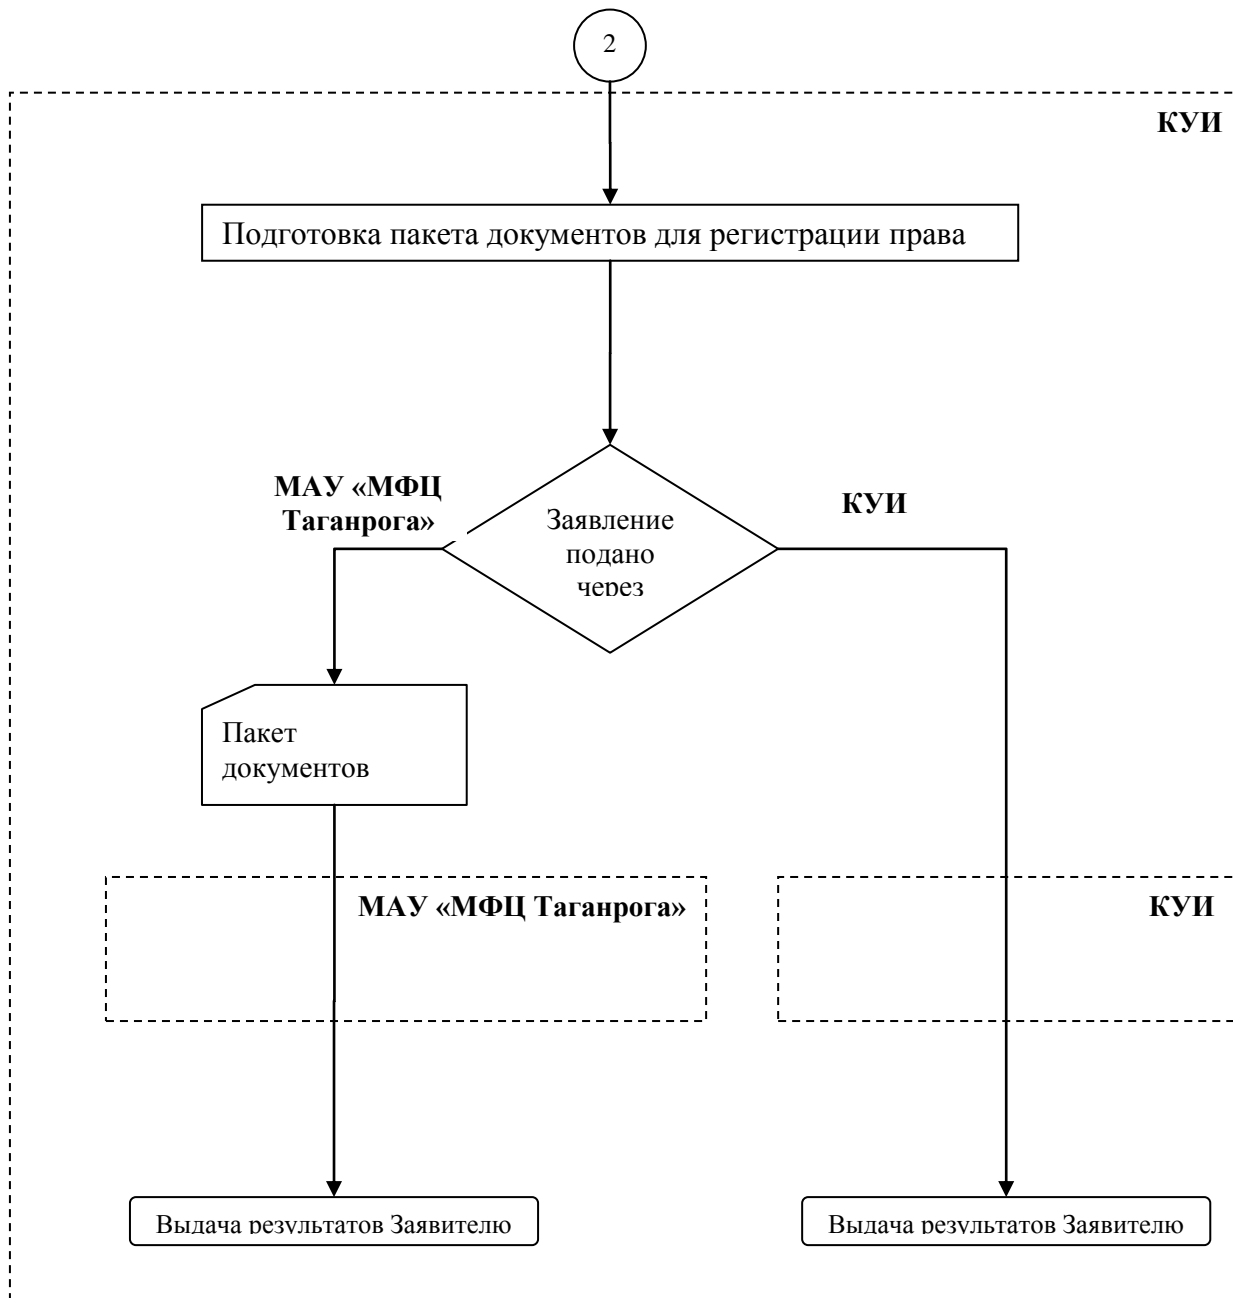 2
КУИ
Подготовка пакета документов для регистрации права
МАУ «МФЦ
Таганрога»
КУИ
Заявление
подано
через
Пакет
документов
МАУ «МФЦ Таганрога»
КУИ
Выдача результатов Заявителю
Выдача результатов Заявителю